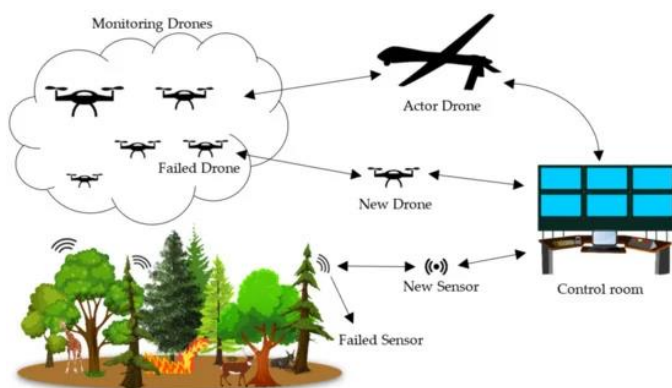 Monitoring Drones
Actor Drone
Failed Drone
New Drone
New Sensor
Control room
Failed Sensor